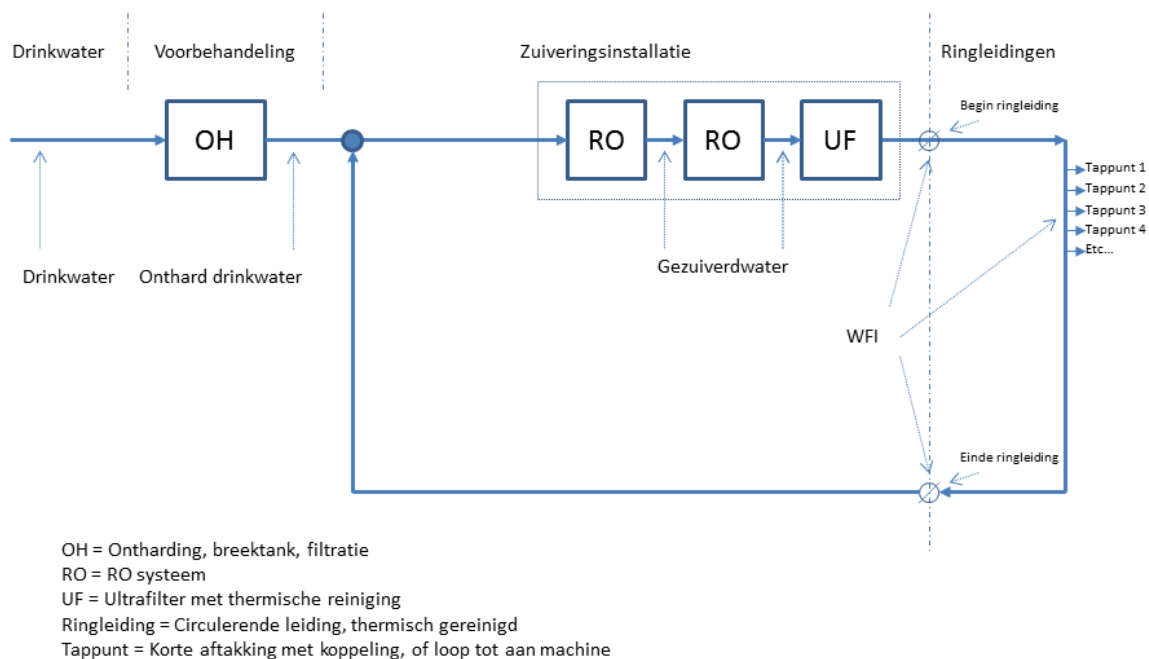 Drinkwater
Voorbehandeling
Zuiveringsinstallatie
Ringleidingen
Begin ringleiding
OH
RO
RO
UF
Tappunt 1
Tappunt 2
Tappunt 3
Tappunt 4
Etc...
Drinkwater
Onthard drinkwater
Gezuiverdwater
WFI
Einde ringleiding
OH = Ontharding, breektank, filtratie
RO = RO systeem
UF = Ultrafilter met thermische reiniging
Ringleiding = Circulerende leiding, thermisch gereinigd
Tappunt = Korte aftakking met koppeling, of loop tot aan machine